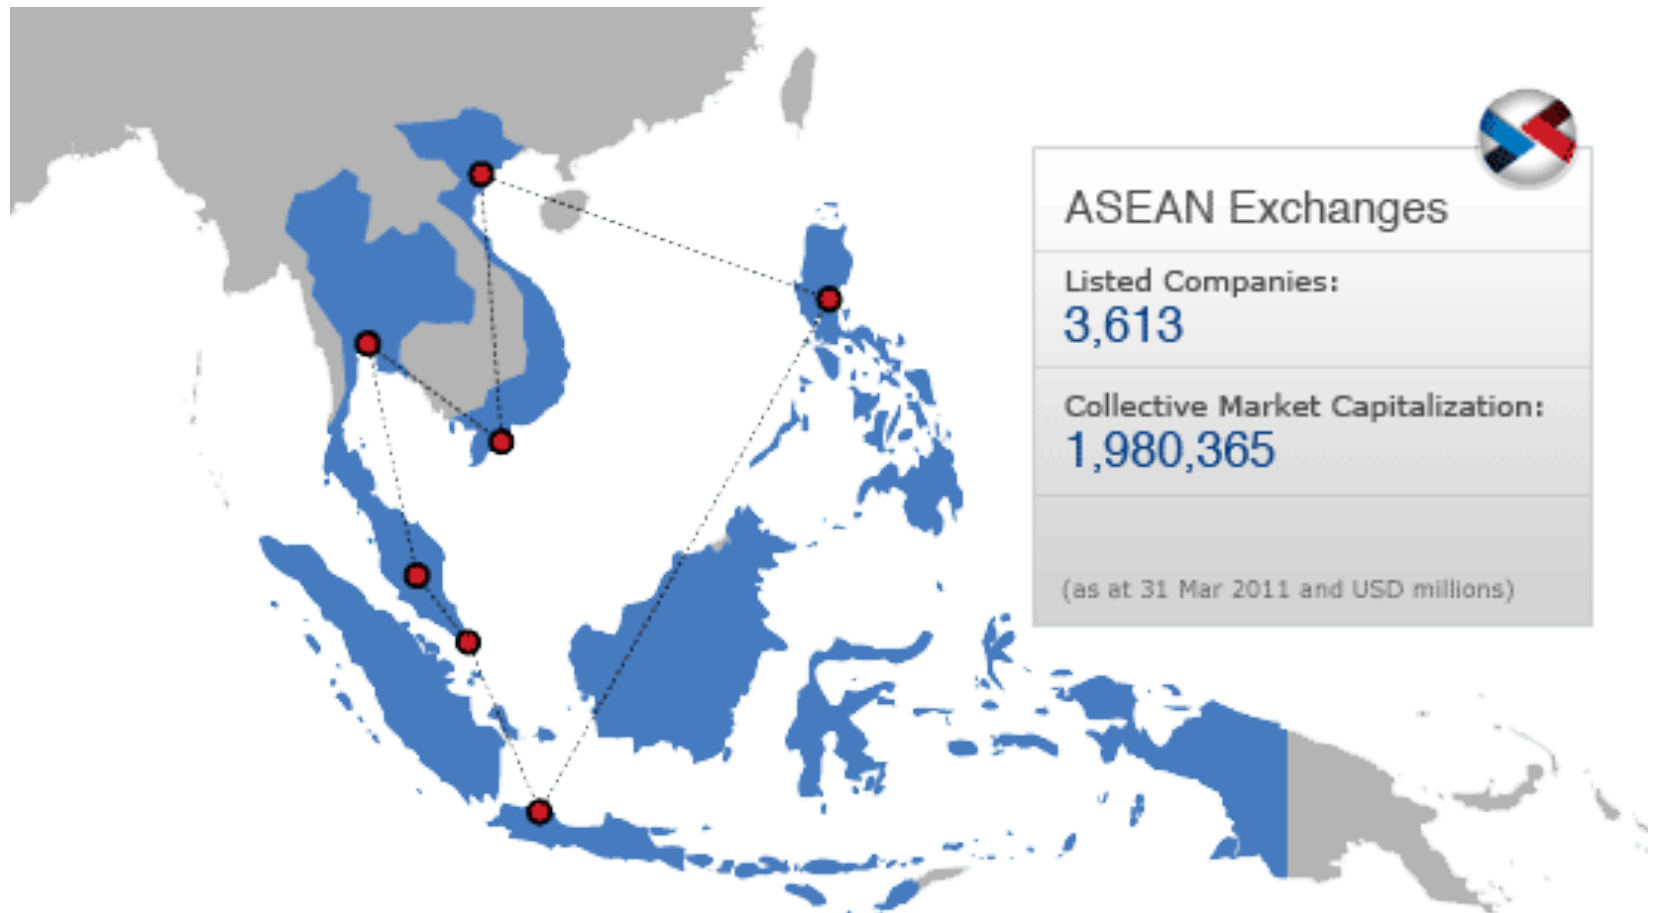 ASEAN Exchanges
Listed Companies:
3,613
Collective Market Capitalization:
1,980,365
(as at 31 Mar 2011 and USD millions)